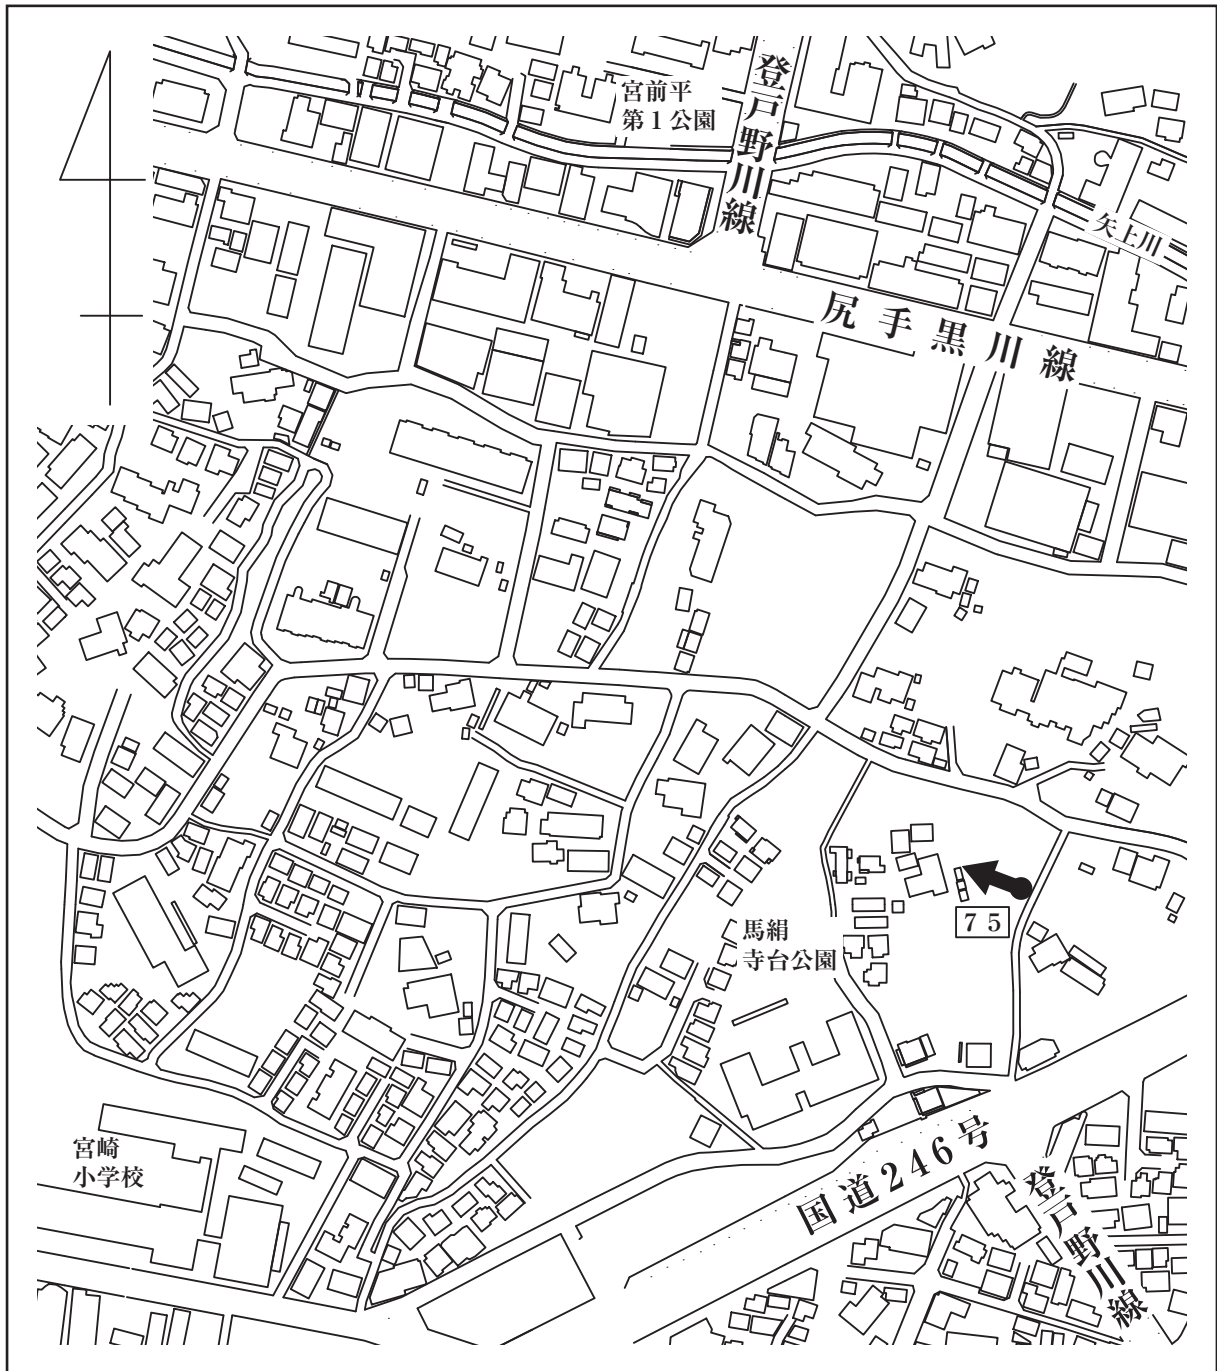 宮前平
第１公園
登戸野川線
矢上川
尻手黒川線
馬絹
寺台公園
７５
宮崎
小学校
国道２４６号
登戸野川線